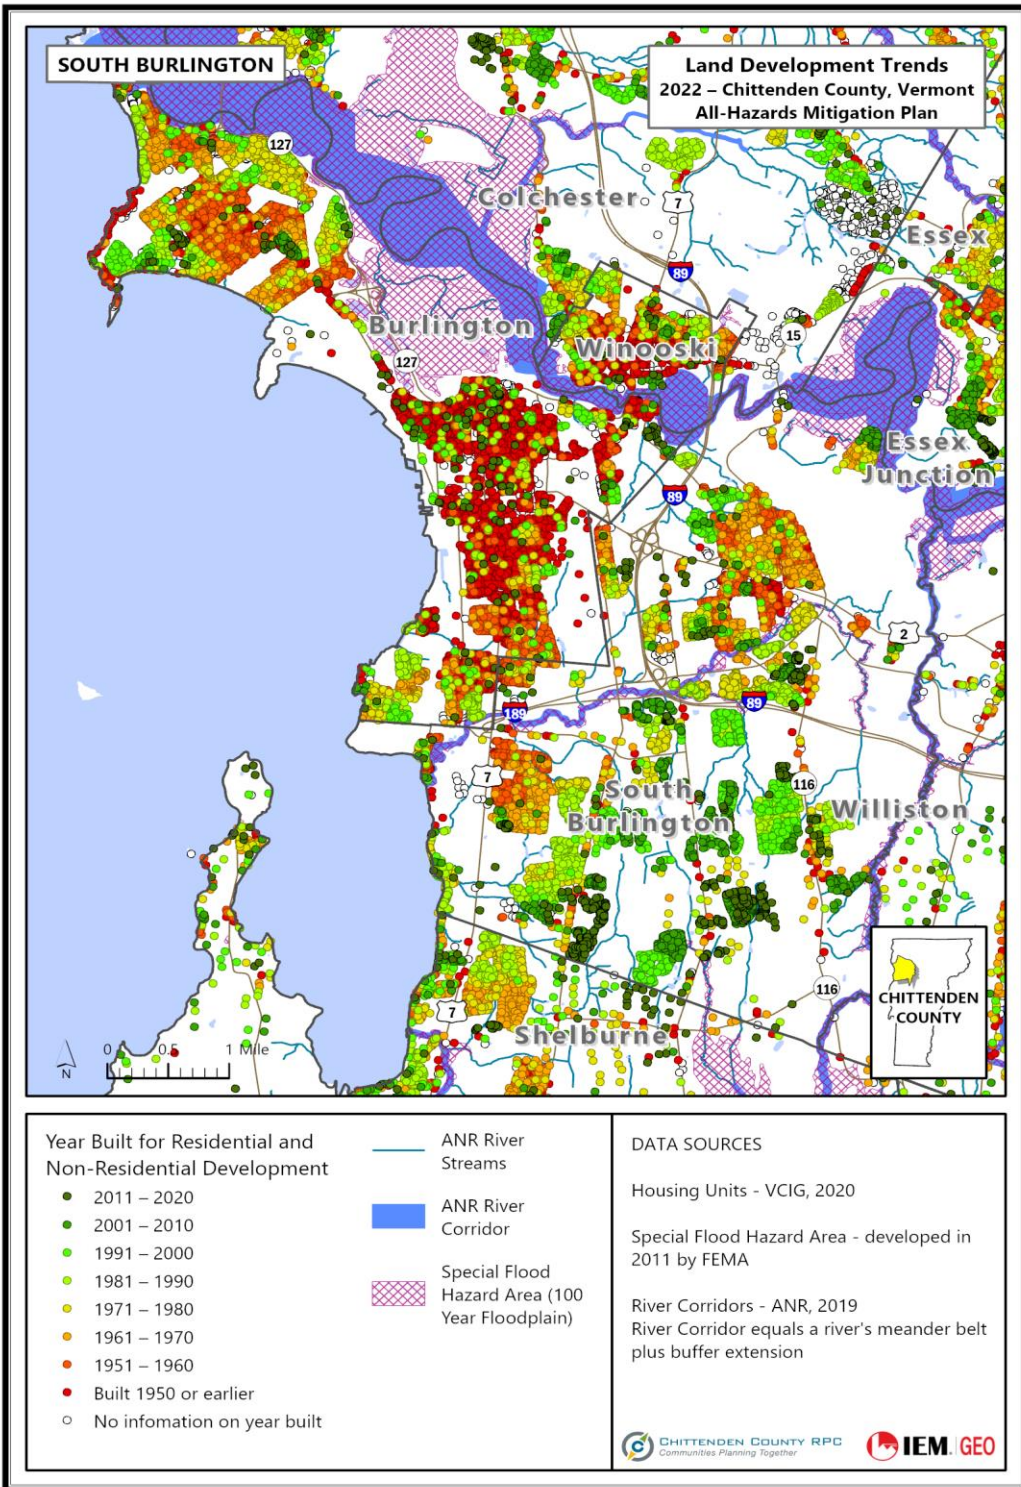 SOUTH BURLINGTON
Land Development Trends
2022 – Chittenden County, Vermont
All-Hazards Mitigation Plan
127
Colchester
7
Essex
89
Burlington
127
Winooski
15
Essex
Junction
89
2
189
89
7
South
Burlington
116
Williston
116
7
Shelburne
CHITTENDEN
COUNTY
N
0 0.5 1 Mile
Year Built for Residential and
Non-Residential Development
2011 – 2020
2001 – 2010
1991 – 2000
1981 – 1990
1971 – 1980
1961 – 1970
1951 – 1960
Built 1950 or earlier
No infomation on year built
ANR River
Streams
ANR River
Corridor
Special Flood
Hazard Area (100
Year Floodplain)
DATA SOURCES
Housing Units - VCIG, 2020
Special Flood Hazard Area - developed in
2011 by FEMA
River Corridors - ANR, 2019
River Corridor equals a river's meander belt
plus buffer extension
CHITTENDEN COUNTY RPC
Communities Planning Together
IEM GEO